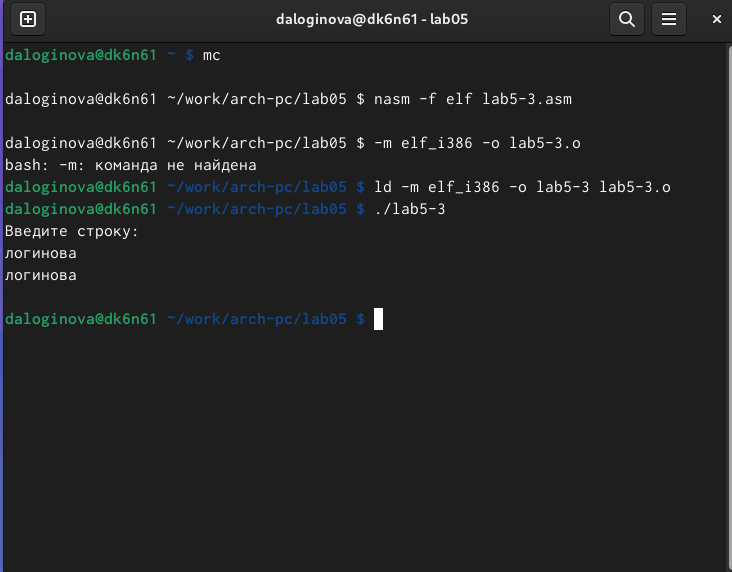 daloginova@dk6n61 - lab05
daloginova@dk6n61 ~ $ mc
daloginova@dk6n61 ~/work/arch-pc/lab05 $ nasm -f elf lab5-3.asm
daloginova@dk6n61 ~/work/arch-pc/lab05 $ -m elf_i386 -o lab5-3.o
bash: -m: команда не найдена
daloginova@dk6n61 ~/work/arch-pc/lab05 $ ld -m elf_i386 -o lab5-3 lab5-3.o
daloginova@dk6n61 ~/work/arch-pc/lab05 $ ./lab5-3
Введите строку:
логинова
логинова
daloginova@dk6n61 ~/work/arch-pc/lab05 $